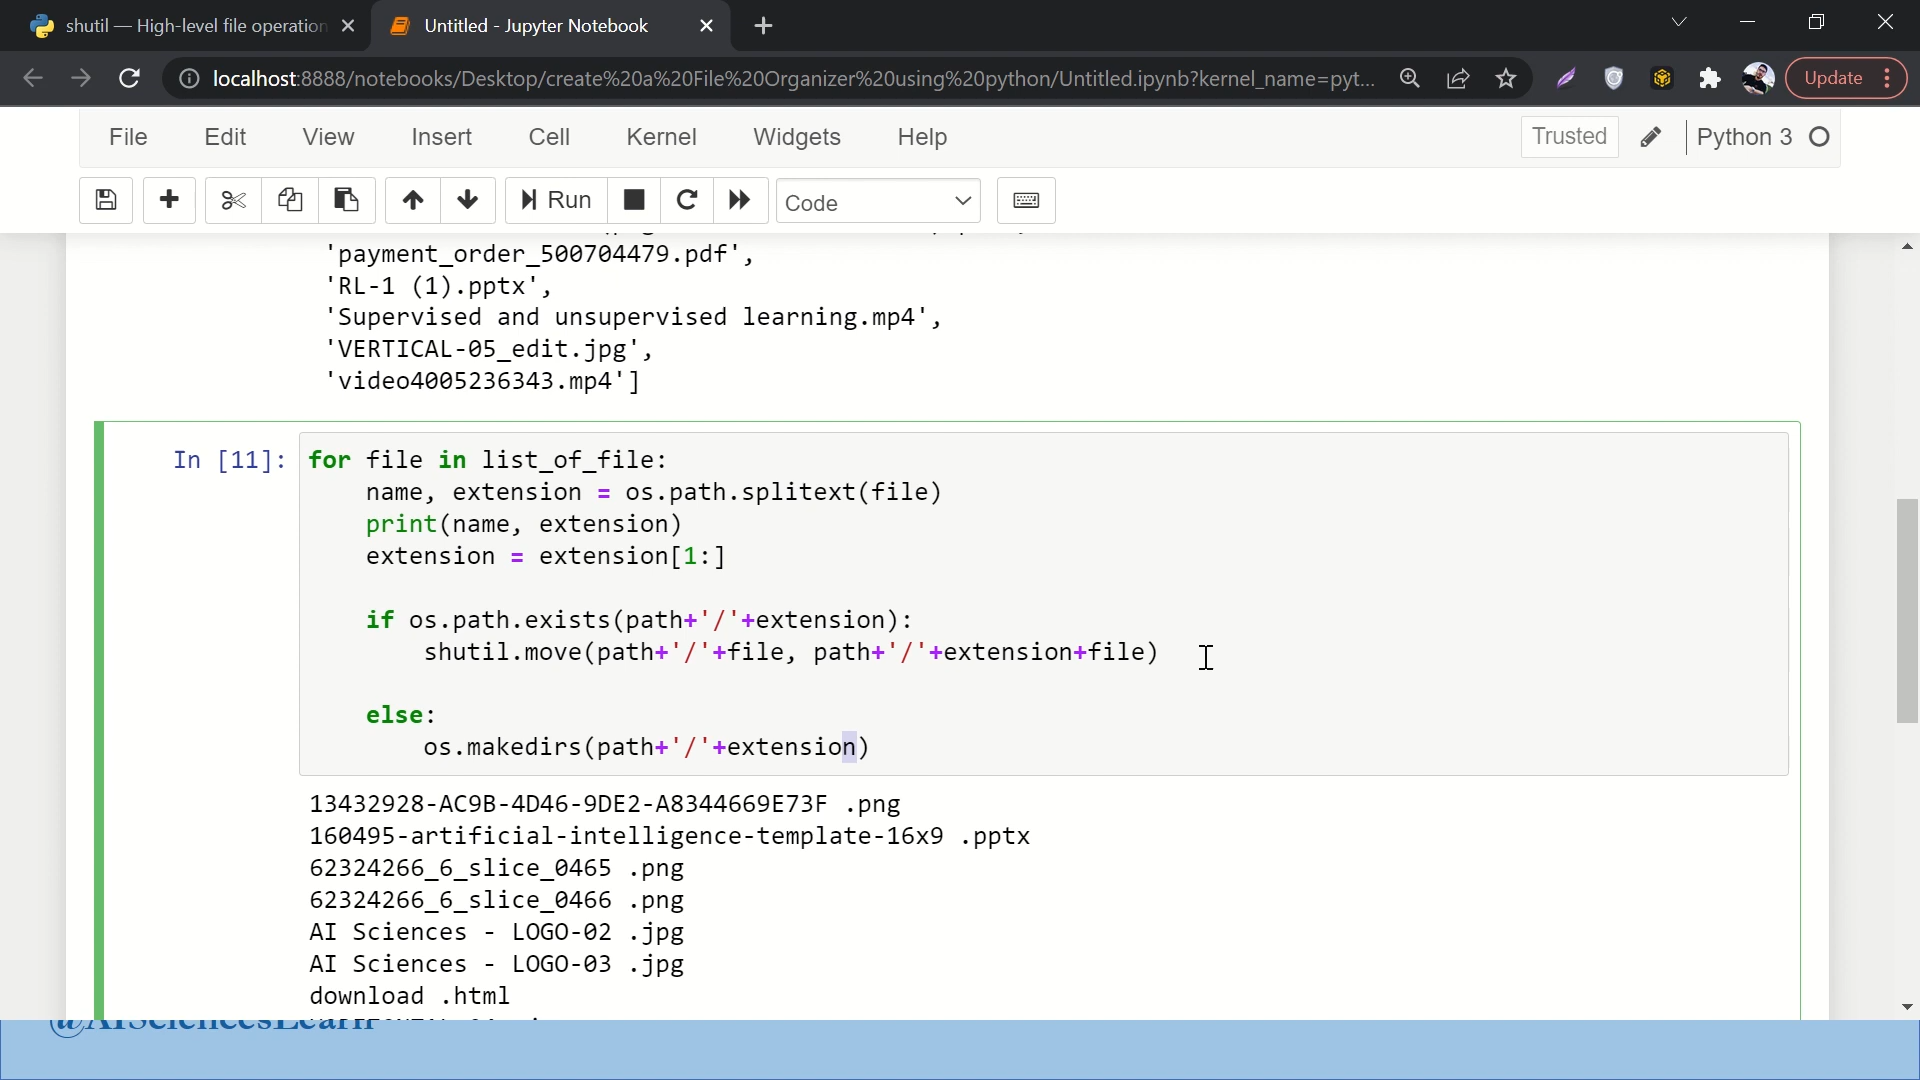 shutil — High-level file operation
Untitled - Jupyter Notebook
localhost:8888/notebooks/Desktop/create%20a%20File%20Organizer%20using%20python/Untitled.ipynb?kernel_name=pyt...
Update
File Edit View Insert Cell Kernel Widgets Help
Trusted
Python 3
Run
Code
'payment_order_500704479.pdf',
'RL-1 (1).pptx',
'Supervised and unsupervised learning.mp4',
'VERTICAL-05_edit.jpg',
'video4005236343.mp4']
In [11]:
for file in list_of_file:
    name, extension = os.path.splitext(file)
    print(name, extension)
    extension = extension[1:]
    if os.path.exists(path+'/'+extension):
        shutil.move(path+'/'+file, path+'/'+extension+file)
    else:
        os.makedirs(path+'/'+extension)
13432928-AC9B-4D46-9DE2-A8344669E73F .png
160495-artificial-intelligence-template-16x9 .pptx
62324266_6_slice_0465 .png
62324266_6_slice_0466 .png
AI Sciences - LOGO-02 .jpg
AI Sciences - LOGO-03 .jpg
download .html
@AISciencesLearn